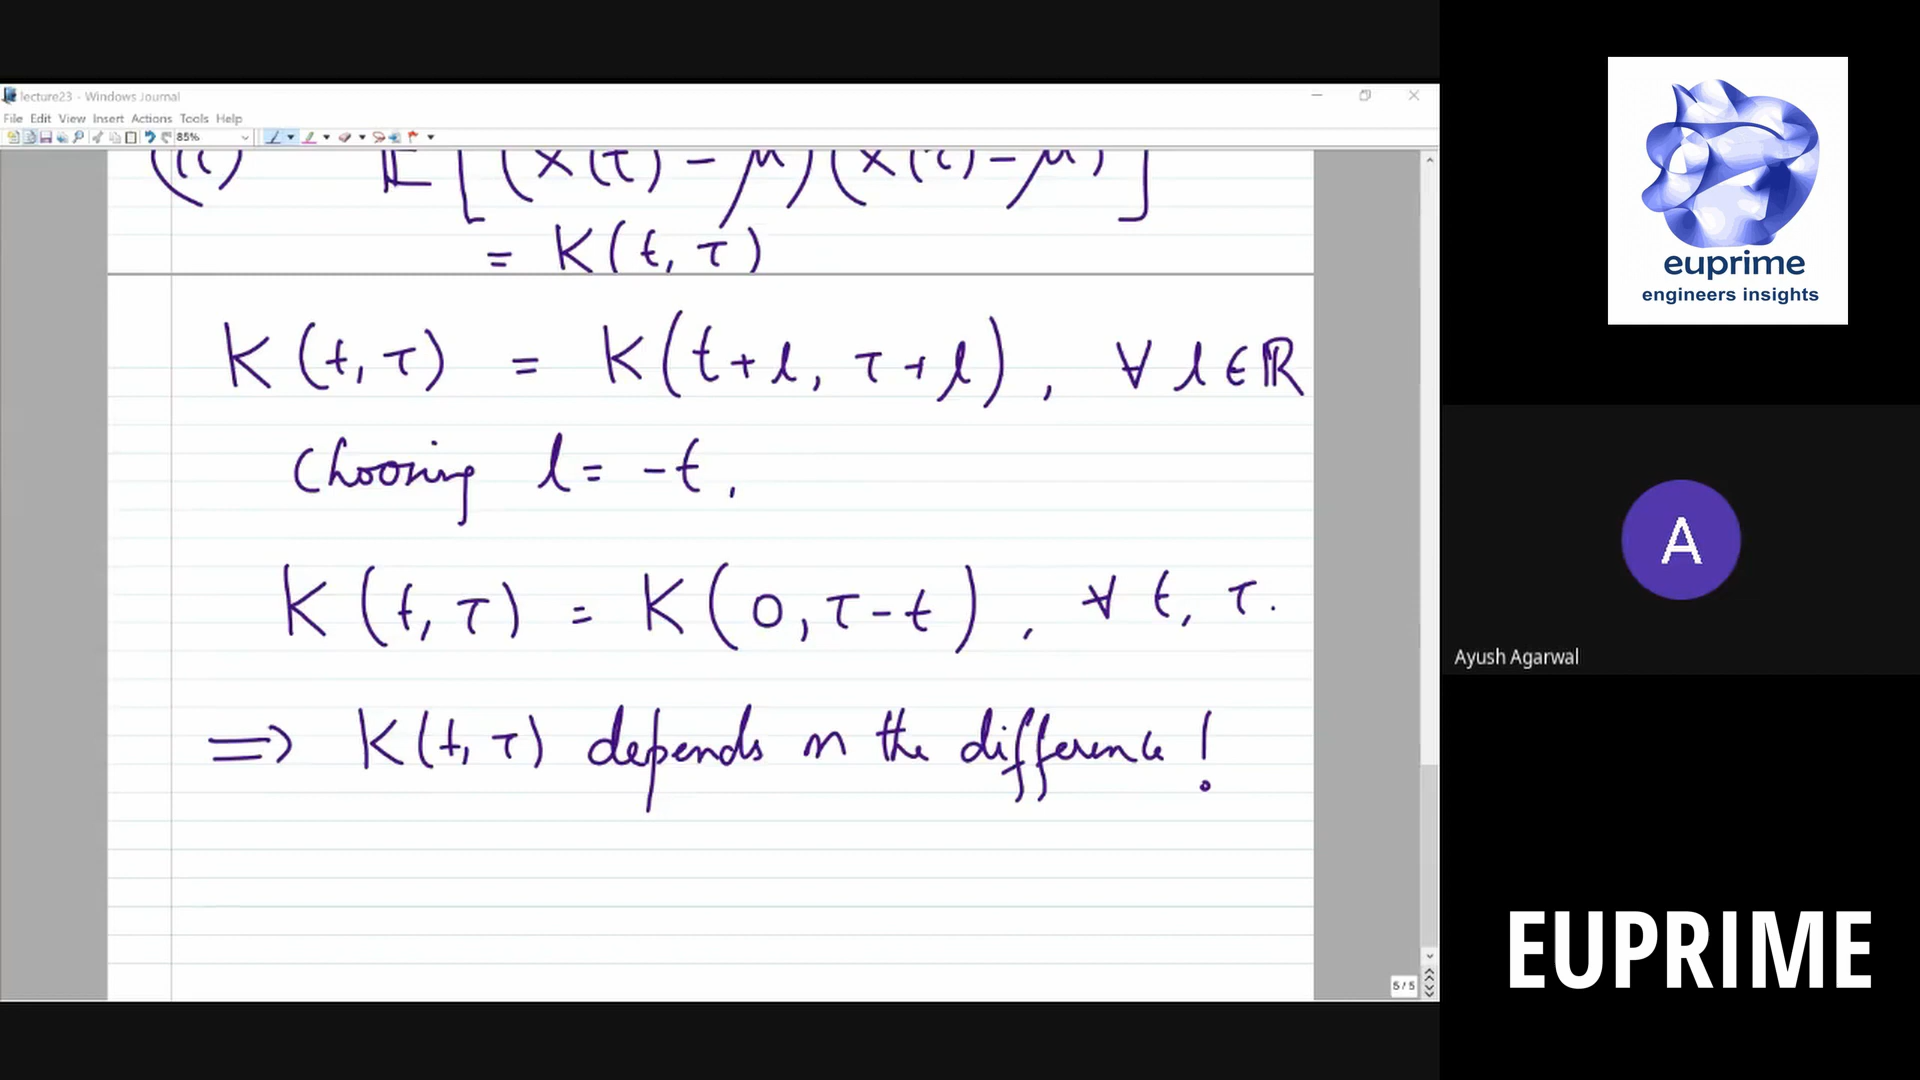 lecture23 - Windows Journal
File Edit View Insert Actions Tools Help
85%
(ii) E[(X(t) - μ)(X(τ) - μ)]
= K(t, τ)
K(t, τ) = K(t+l, τ+l), ∀ l ∈ ℝ
Choosing l = -t,
K(t, τ) = K(0, τ-t), ∀ t, τ.
⇒ K(t, τ) depends on the difference!
5 / 5
euprime
engineers insights
A
Ayush Agarwal
EUPRIME